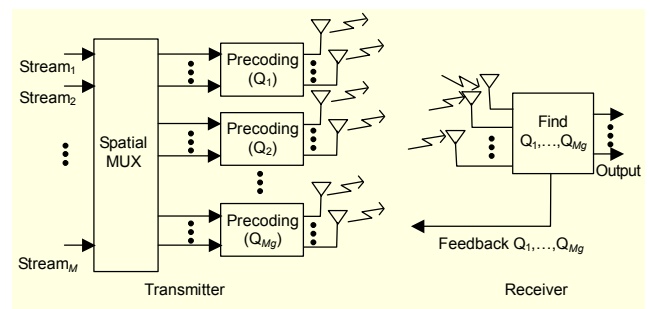 Stream1
Stream2
StreamM
Spatial
MUX
Precoding
(Q1)
Precoding
(Q2)
Precoding
(QMg)
Find
Q1,…,QMg
Output
Feedback Q1,…,QMg
Transmitter
Receiver